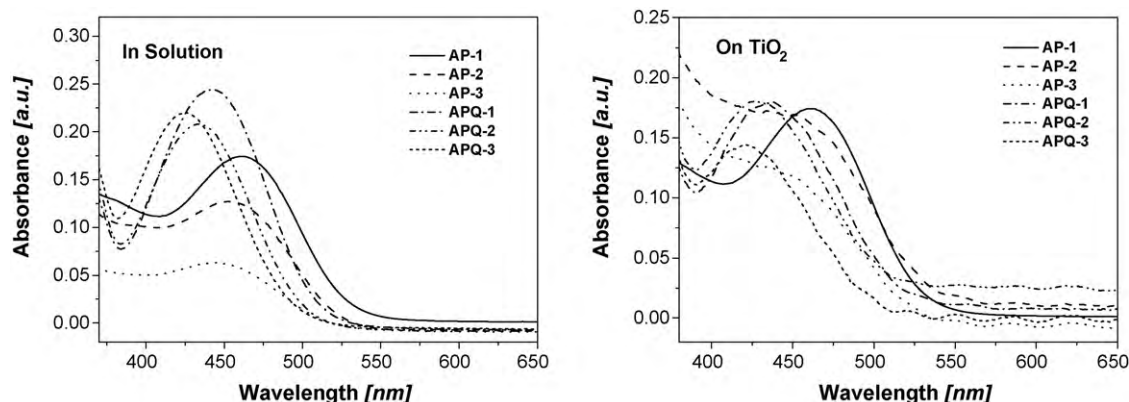 In Solution
AP-1
AP-2
AP-3
APQ-1
APQ-2
APQ-3
0.30
0.25
0.20
0.15
0.10
0.05
0.00
Absorbance [a.u.]
400
450
500
550
600
650
Wavelength [nm]
On TiO2
AP-1
AP-2
AP-3
APQ-1
APQ-2
APQ-3
0.25
0.20
0.15
0.10
0.05
0.00
Absorbance [a.u.]
400
450
500
550
600
650
Wavelength [nm]